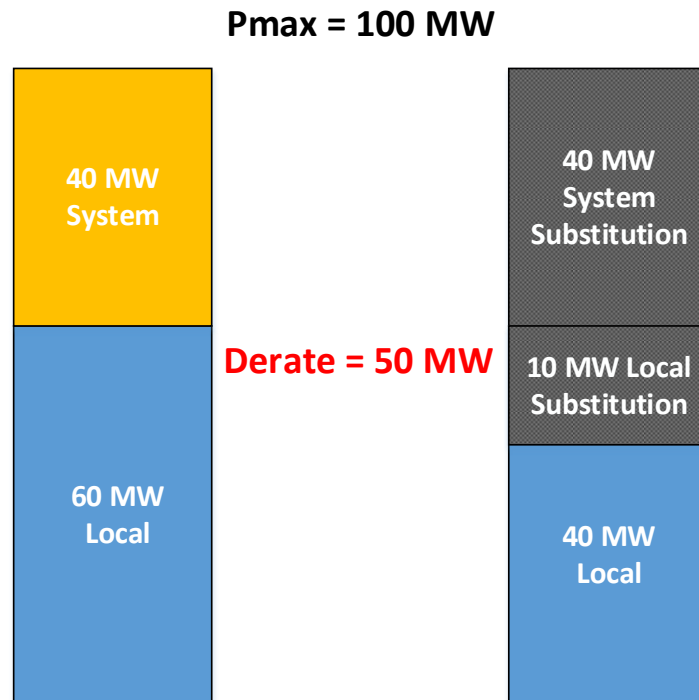 Pmax = 100 MW
40 MW
System
60 MW
Local
Derate = 50 MW
40 MW
System
Substitution
10 MW Local
Substitution
40 MW
Local